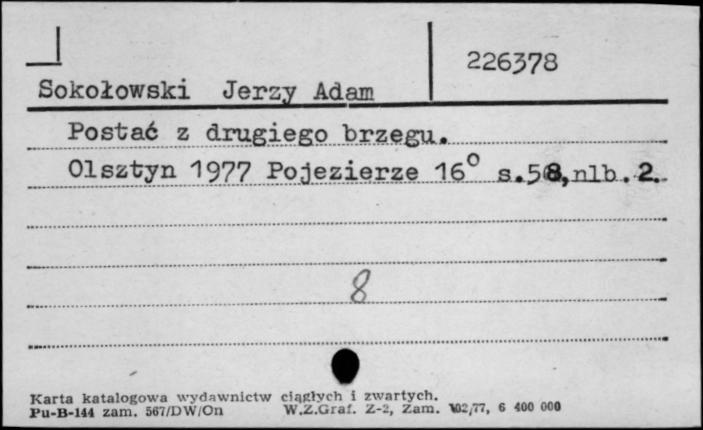 226378
Sokołowski Jerzy Adam
Postać z drugiego brzegu.
Olsztyn 1977 Pojezierze 16° s.58,nlb.2.
8
Karta katalogowa wydawnictw ciągłych i zwartych.
Pu-B-144 zam. 567/DW/On W.Z.Graf. Z-2, Zam. 102/77, 6 400 000